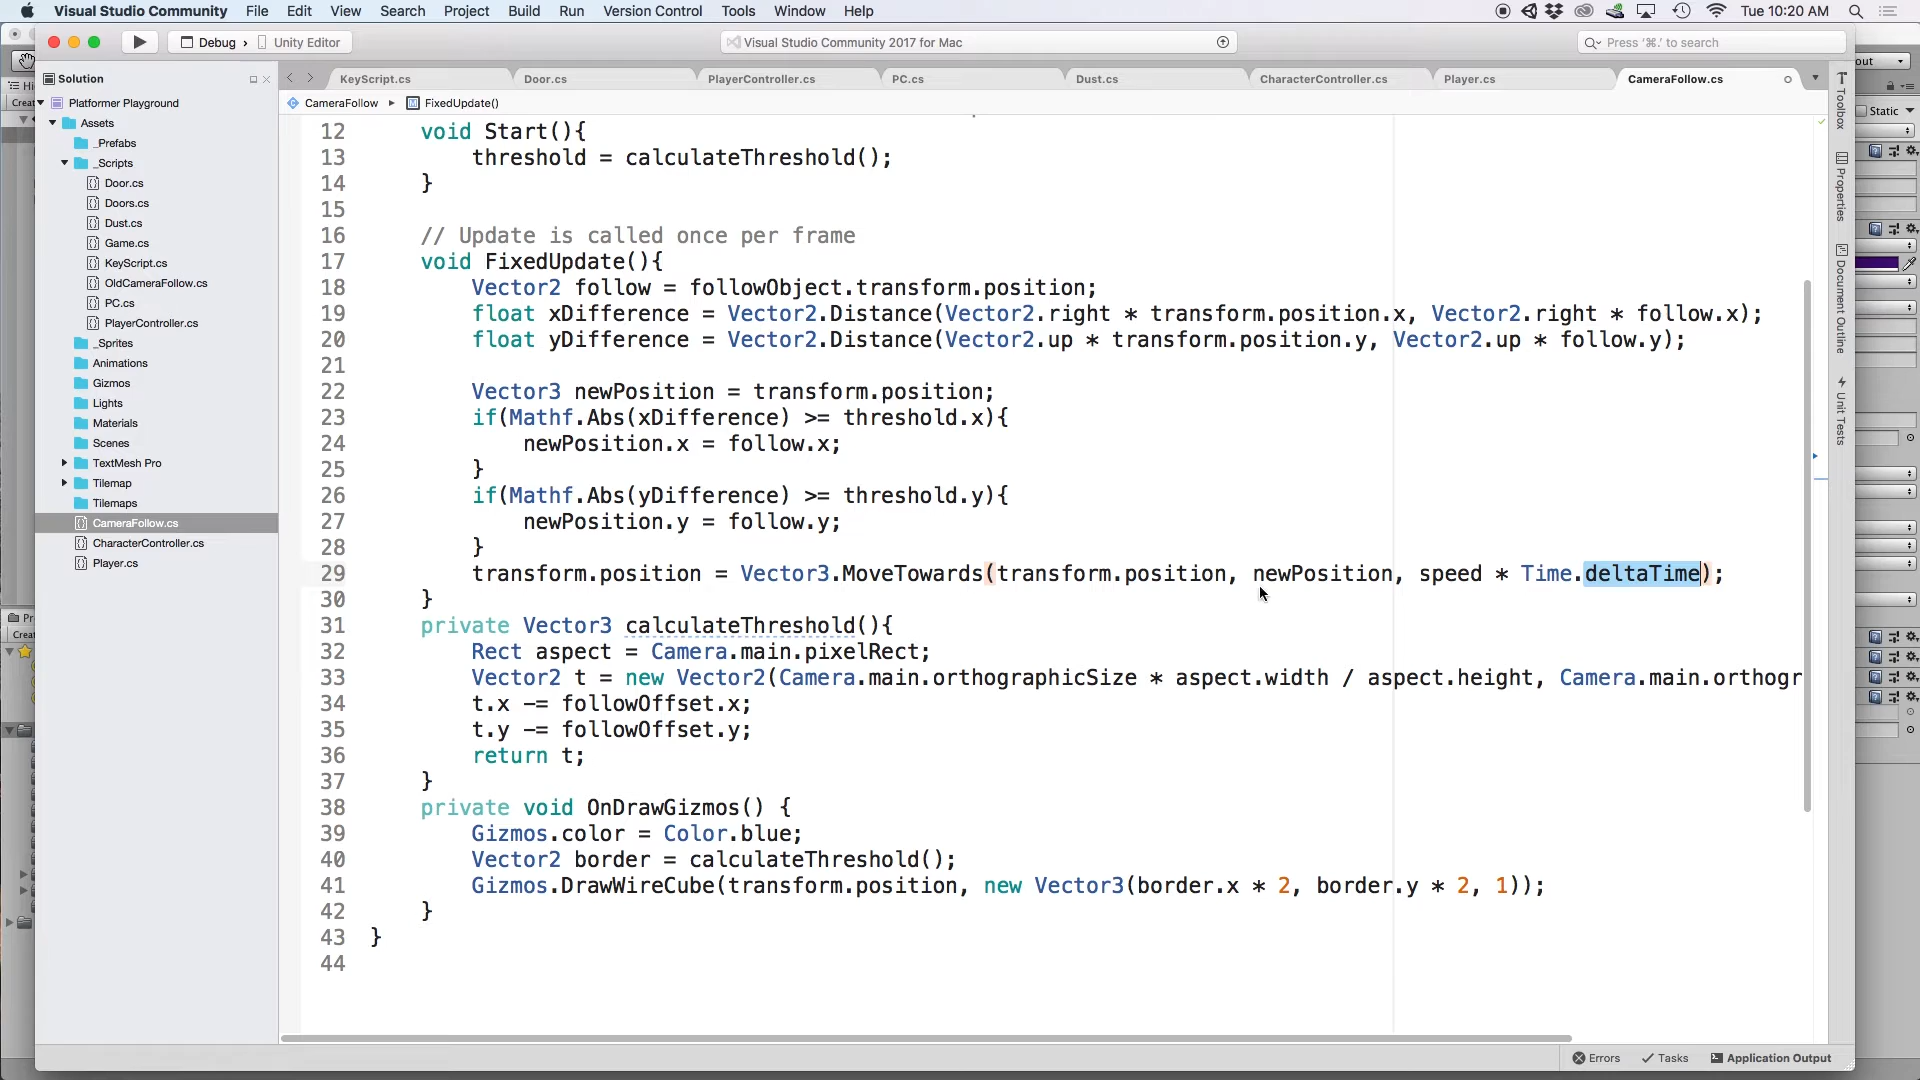 Visual Studio Community File Edit View Search Project Build Run Version Control Tools Window Help Tue 10:20 AM
Debug › Unity Editor Visual Studio Community 2017 for Mac Press '⌘.' to search
Solution
KeyScript.cs Door.cs PlayerController.cs PC.cs Dust.cs CharacterController.cs Player.cs CameraFollow.cs
CameraFollow ▸ FixedUpdate()
Platformer Playground
Assets
_Prefabs
_Scripts
Door.cs
Doors.cs
Dust.cs
Game.cs
KeyScript.cs
OldCameraFollow.cs
PC.cs
PlayerController.cs
_Sprites
Animations
Gizmos
Lights
Materials
Scenes
TextMesh Pro
Tilemap
Tilemaps
CameraFollow.cs
CharacterController.cs
Player.cs
12 void Start(){
13 threshold = calculateThreshold();
14 }
15
16 // Update is called once per frame
17 void FixedUpdate(){
18 Vector2 follow = followObject.transform.position;
19 float xDifference = Vector2.Distance(Vector2.right * transform.position.x, Vector2.right * follow.x);
20 float yDifference = Vector2.Distance(Vector2.up * transform.position.y, Vector2.up * follow.y);
21
22 Vector3 newPosition = transform.position;
23 if(Mathf.Abs(xDifference) >= threshold.x){
24 newPosition.x = follow.x;
25 }
26 if(Mathf.Abs(yDifference) >= threshold.y){
27 newPosition.y = follow.y;
28 }
29 transform.position = Vector3.MoveTowards(transform.position, newPosition, speed * Time.deltaTime);
30 }
31 private Vector3 calculateThreshold(){
32 Rect aspect = Camera.main.pixelRect;
33 Vector2 t = new Vector2(Camera.main.orthographicSize * aspect.width / aspect.height, Camera.main.orthogr
34 t.x -= followOffset.x;
35 t.y -= followOffset.y;
36 return t;
37 }
38 private void OnDrawGizmos() {
39 Gizmos.color = Color.blue;
40 Vector2 border = calculateThreshold();
41 Gizmos.DrawWireCube(transform.position, new Vector3(border.x * 2, border.y * 2, 1));
42 }
43 }
44
Toolbox
Properties
Document Outline
Unit Tests
Errors Tasks Application Output
out
Static
Hi
Creat
Pr
Creat